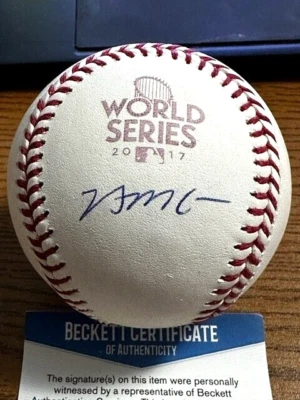 WORLD
SERIES
2017
BECKETT CERTIFICATE
OF AUTHENTICITY
The signature(s) on this item were personally
witnessed by a representative of Beckett